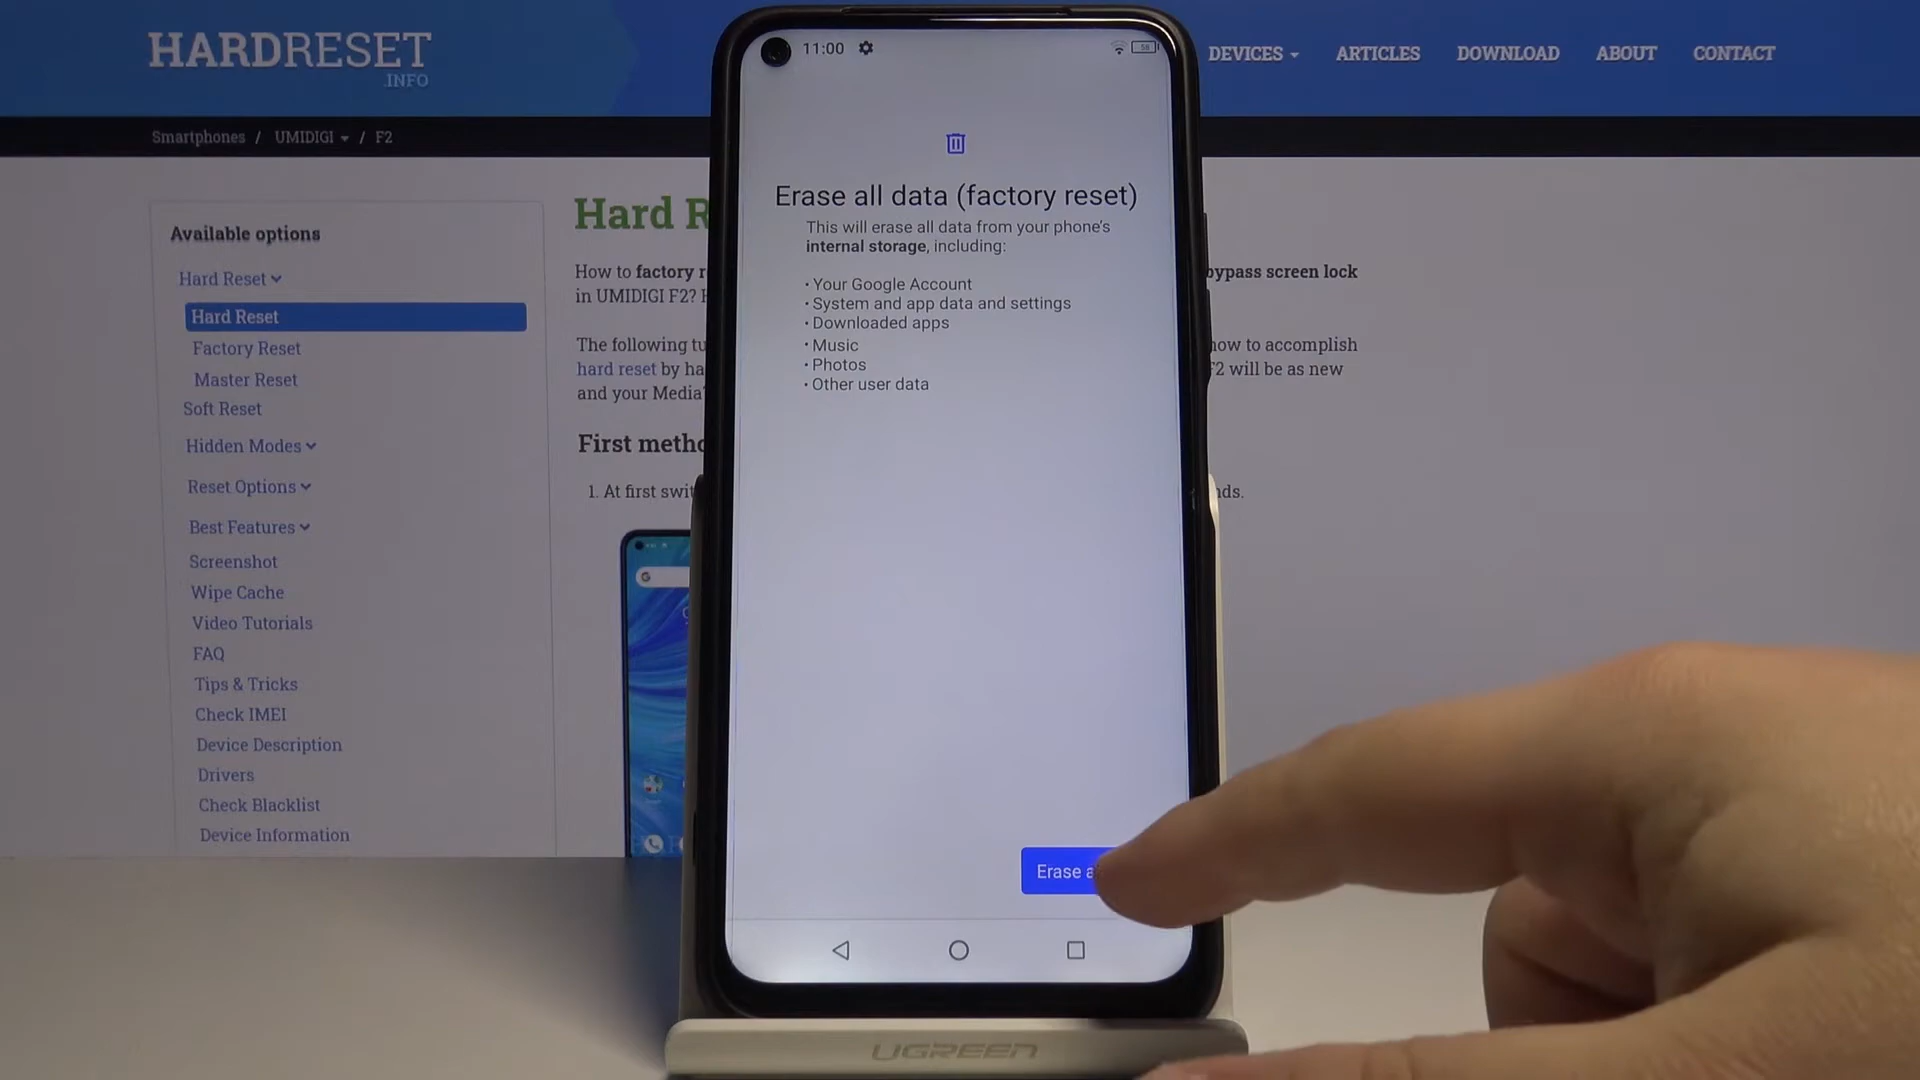 HARDRESET
.INFO
DEVICES
ARTICLES
DOWNLOAD
ABOUT
CONTACT
Smartphones / UMIDIGI / F2
Available options
Hard Reset
Hard Reset
Factory Reset
Master Reset
Soft Reset
Hidden Modes
Reset Options
Best Features
Screenshot
Wipe Cache
Video Tutorials
FAQ
Tips & Tricks
Check IMEI
Device Description
Drivers
Check Blacklist
Device Information
Hard R
How to factory r
bypass screen lock
in UMIDIGI F2?
The following tu
how to accomplish
hard reset by ha
F2 will be as new
and your Media
First metho
1. At first swit
nds.
11:00
58
Erase all data (factory reset)
This will erase all data from your phone's
internal storage, including:
• Your Google Account
• System and app data and settings
• Downloaded apps
• Music
• Photos
• Other user data
Erase a
UGREEN